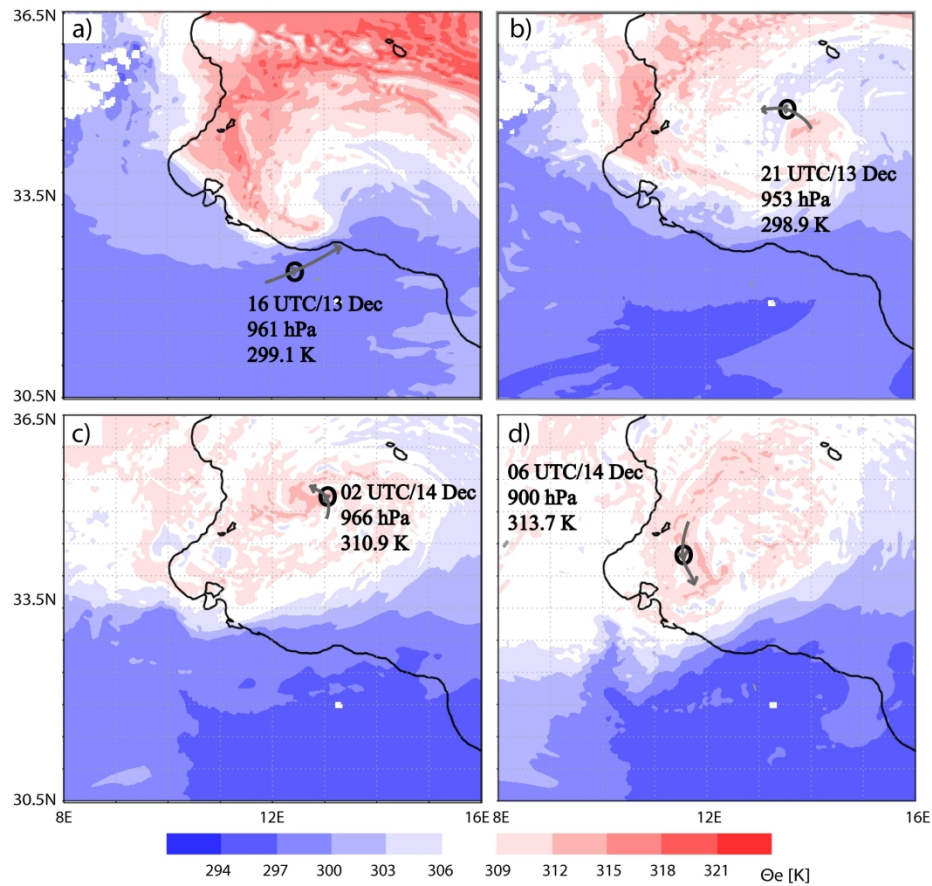 36.5N
a)
b)
33.5N
21 UTC/13 Dec
953 hPa
298.9 K
16 UTC/13 Dec
961 hPa
299.1 K
30.5N
36.5N
c)
d)
02 UTC/14 Dec
966 hPa
310.9 K
06 UTC/14 Dec
900 hPa
313.7 K
33.5N
30.5N
8E 12E 16E 8E 12E 16E
294 297 300 303 306 309 312 315 318 321
Θe [K]